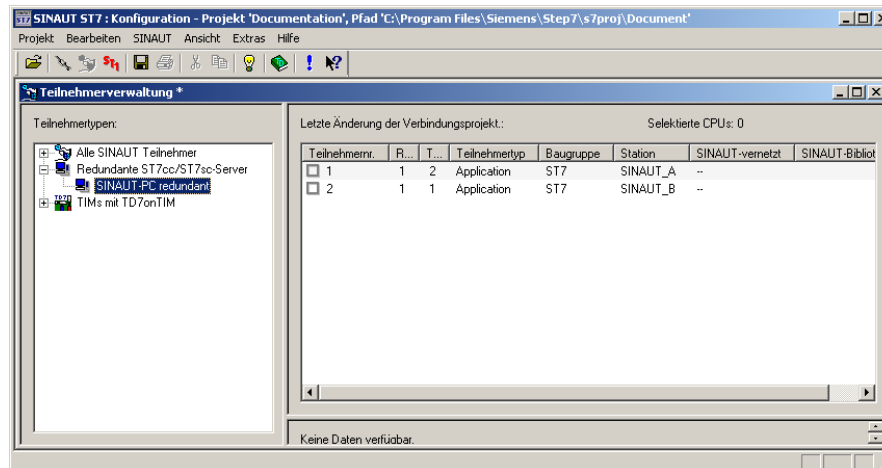 SINAUT ST7 : Konfiguration - Projekt 'Documentation', Pfad 'C:\Program Files\Siemens\Step7\s7proj\Document'
Projekt Bearbeiten SINAUT Ansicht Extras Hilfe
Teilnehmerverwaltung *
Teilnehmertypen:
Alle SINAUT Teilnehmer
Redundante ST7cc/ST7sc-Server
SINAUT-PC redundant
TIMs mit TD7onTIM
Letzte Änderung der Verbindungsprojekt.: Selektierte CPUs: 0
Teilnehmernr. R... T... Teilnehmertyp Baugruppe Station SINAUT-vernetzt SINAUT-Bibliot
1 1 2 Application ST7 SINAUT_A --
2 1 1 Application ST7 SINAUT_B --
Keine Daten verfügbar.